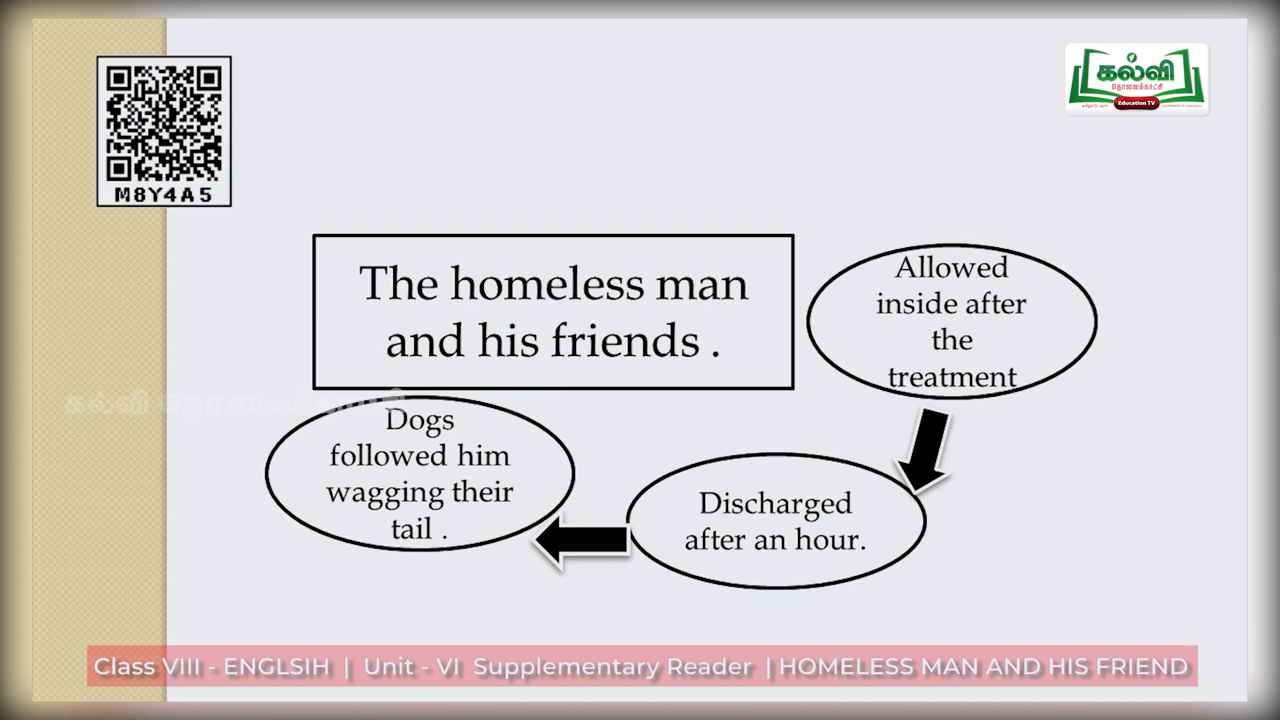 M8Y4A5
கல்வி
தொலைக்காட்சி
Education TV
The homeless man
and his friends .
Allowed
inside after
the
treatment
கல்வி தொலைக்காட்சி
Dogs
followed him
wagging their
tail .
Discharged
after an hour.
Class VIII - ENGLSIH | Unit - VI Supplementary Reader | HOMELESS MAN AND HIS FRIEND